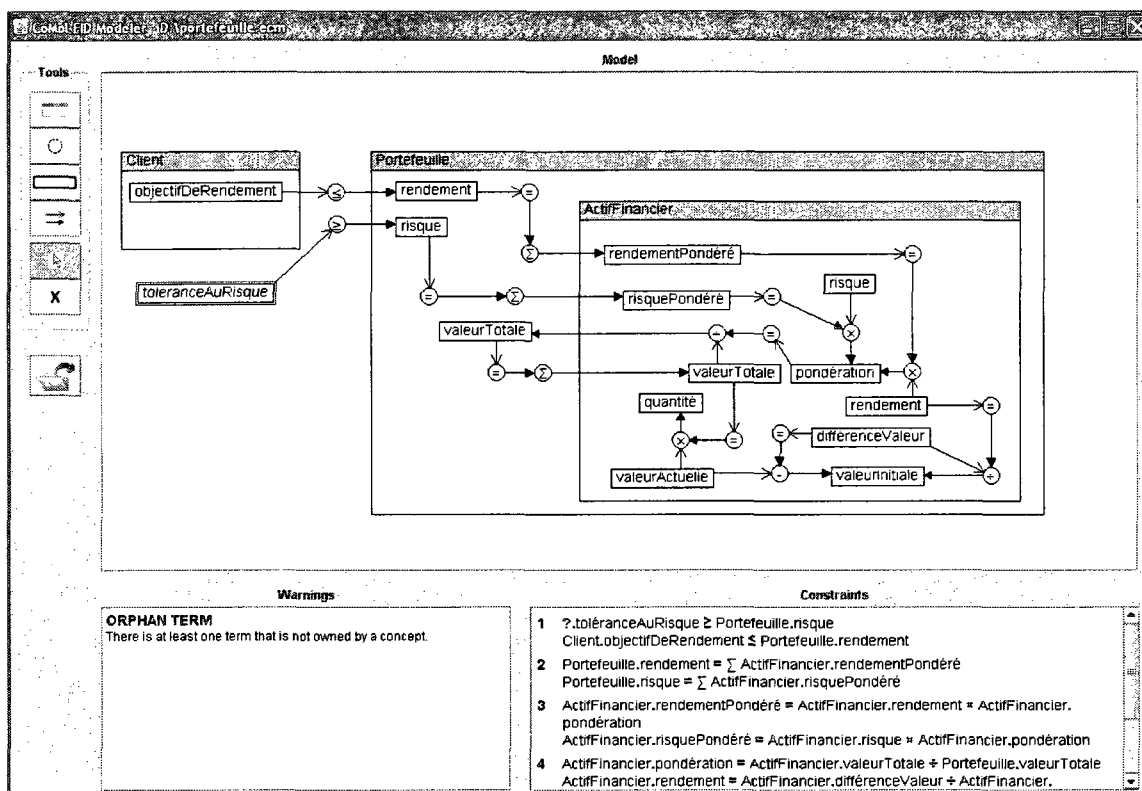 CoMoLEID Modeler - D:\portefeuille.ccm
Model
Tools
Client
Portefeuille
objectifDeRendement
≤
rendement
=
ActifFinancier
≥
risque
rendementPondéré
=
Σ
toleranceAuRisque
=
Σ
risquePondéré
=
risque
X
valeurTotale
÷
=
×
=
Σ
valeurTotale
pondération
×
quantité
rendement
=
×
=
=
différenceValeur
valeurActuelle
-
valeurInitiale
÷
Warnings
Constraints
ORPHAN TERM
There is at least one term that is not owned by a concept.
1 ?.toléranceAuRisque ≥ Portefeuille.risque
Client.objectifDeRendement ≤ Portefeuille.rendement
2 Portefeuille.rendement = ∑ ActifFinancier.rendementPondéré
Portefeuille.risque = ∑ ActifFinancier.risquePondéré
3 ActifFinancier.rendementPondéré = ActifFinancier.rendement × ActifFinancier.
pondération
ActifFinancier.risquePondéré = ActifFinancier.risque × ActifFinancier.pondération
4 ActifFinancier.pondération = ActifFinancier.valeurTotale ÷ Portefeuille.valeurTotale
ActifFinancier.rendement = ActifFinancier.différenceValeur ÷ ActifFinancier.